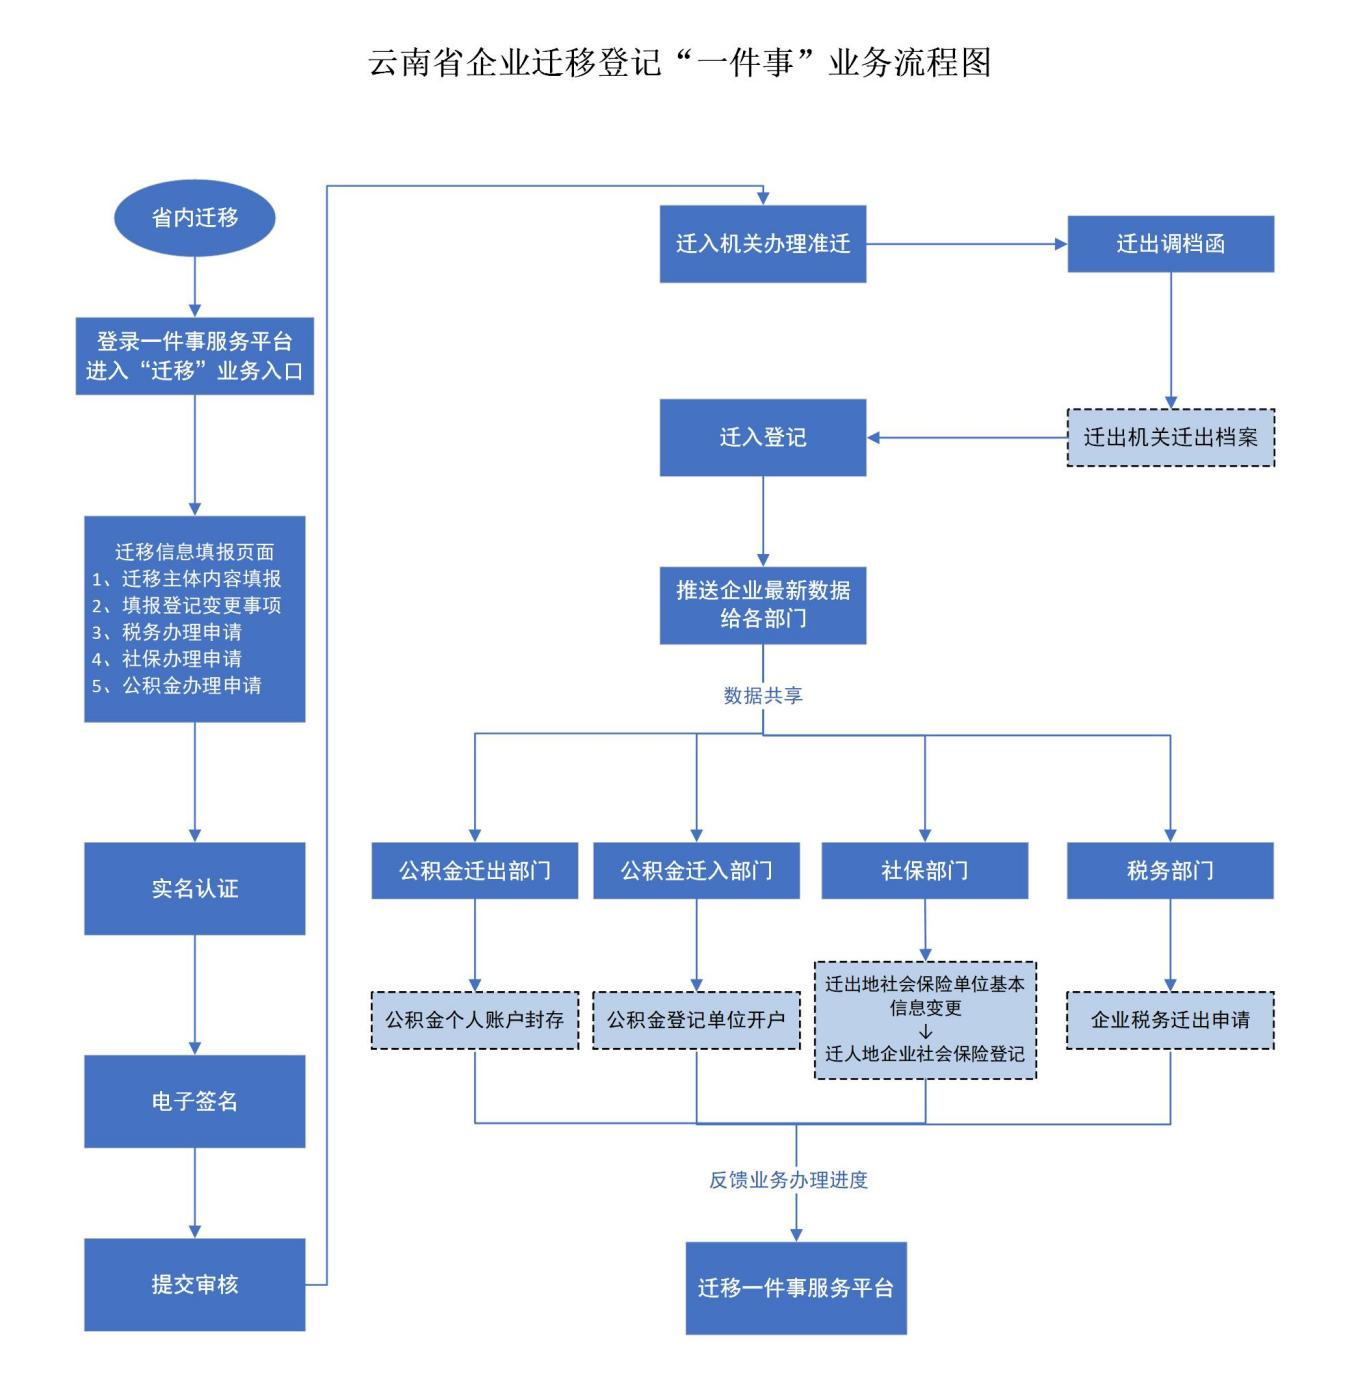 云南省企业迁移登记“一件事”业务流程图
省内迁移
登录一件事服务平台
进入“迁移”业务入口
迁移信息填报页面
1、迁移主体内容填报
2、填报登记变更事项
3、税务办理申请
4、社保办理申请
5、公积金办理申请
实名认证
电子签名
提交审核
迁入机关办理准迁
迁出调档函
迁出机关迁出档案
迁入登记
推送企业最新数据
给各部门
数据共享
公积金迁出部门
公积金迁入部门
社保部门
税务部门
公积金个人账户封存
公积金登记单位开户
迁出地社会保险单位基本
信息变更
↓
迁人地企业社会保险登记
企业税务迁出申请
反馈业务办理进度
迁移一件事服务平台